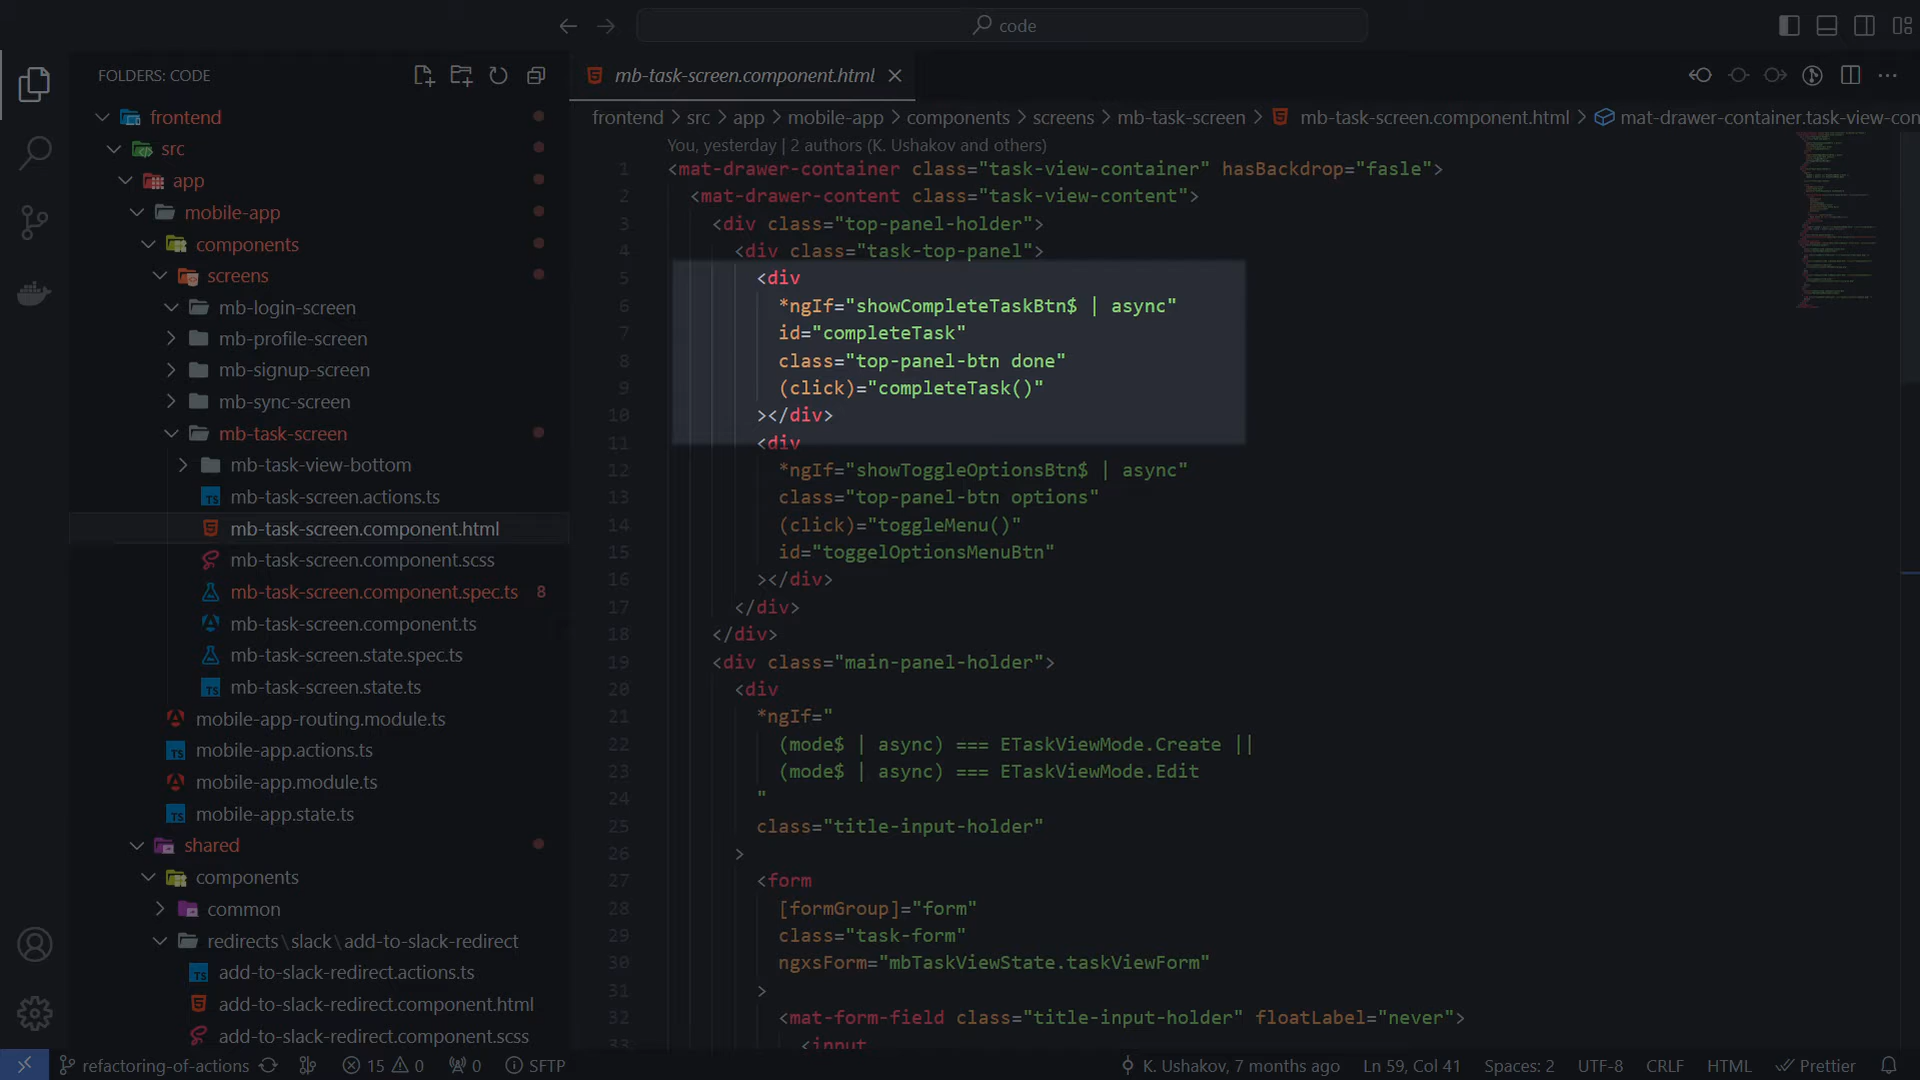 code
FOLDERS: CODE
frontend
src
app
mobile-app
components
screens
mb-login-screen
mb-profile-screen
mb-signup-screen
mb-sync-screen
mb-task-screen
mb-task-view-bottom
mb-task-screen.actions.ts
mb-task-screen.component.html
mb-task-screen.component.scss
mb-task-screen.component.spec.ts 8
mb-task-screen.component.ts
mb-task-screen.state.spec.ts
mb-task-screen.state.ts
mobile-app-routing.module.ts
mobile-app.actions.ts
mobile-app.module.ts
mobile-app.state.ts
shared
components
common
redirects\slack\add-to-slack-redirect
add-to-slack-redirect.actions.ts
add-to-slack-redirect.component.html
add-to-slack-redirect.component.scss
mb-task-screen.component.html
frontend > src > app > mobile-app > components > screens > mb-task-screen > mb-task-screen.component.html > mat-drawer-container.task-view-con
You, yesterday | 2 authors (K. Ushakov and others)
1 <mat-drawer-container class="task-view-container" hasBackdrop="fasle">
2 <mat-drawer-content class="task-view-content">
3 <div class="top-panel-holder">
4 <div class="task-top-panel">
5 <div
6 *ngIf="showCompleteTaskBtn$ | async"
7 id="completeTask"
8 class="top-panel-btn done"
9 (click)="completeTask()"
10 ></div>
11 <div
12 *ngIf="showToggleOptionsBtn$ | async"
13 class="top-panel-btn options"
14 (click)="toggleMenu()"
15 id="toggelOptionsMenuBtn"
16 ></div>
17 </div>
18 </div>
19 <div class="main-panel-holder">
20 <div
21 *ngIf="
22 (mode$ | async) === ETaskViewMode.Create ||
23 (mode$ | async) === ETaskViewMode.Edit
24 "
25 class="title-input-holder"
26 >
27 <form
28 [formGroup]="form"
29 class="task-form"
30 ngxsForm="mbTaskViewState.taskViewForm"
31 >
32 <mat-form-field class="title-input-holder" floatLabel="never">
33 <input
refactoring-of-actions 15 0 0 SFTP K. Ushakov, 7 months ago Ln 59, Col 41 Spaces: 2 UTF-8 CRLF HTML Prettier